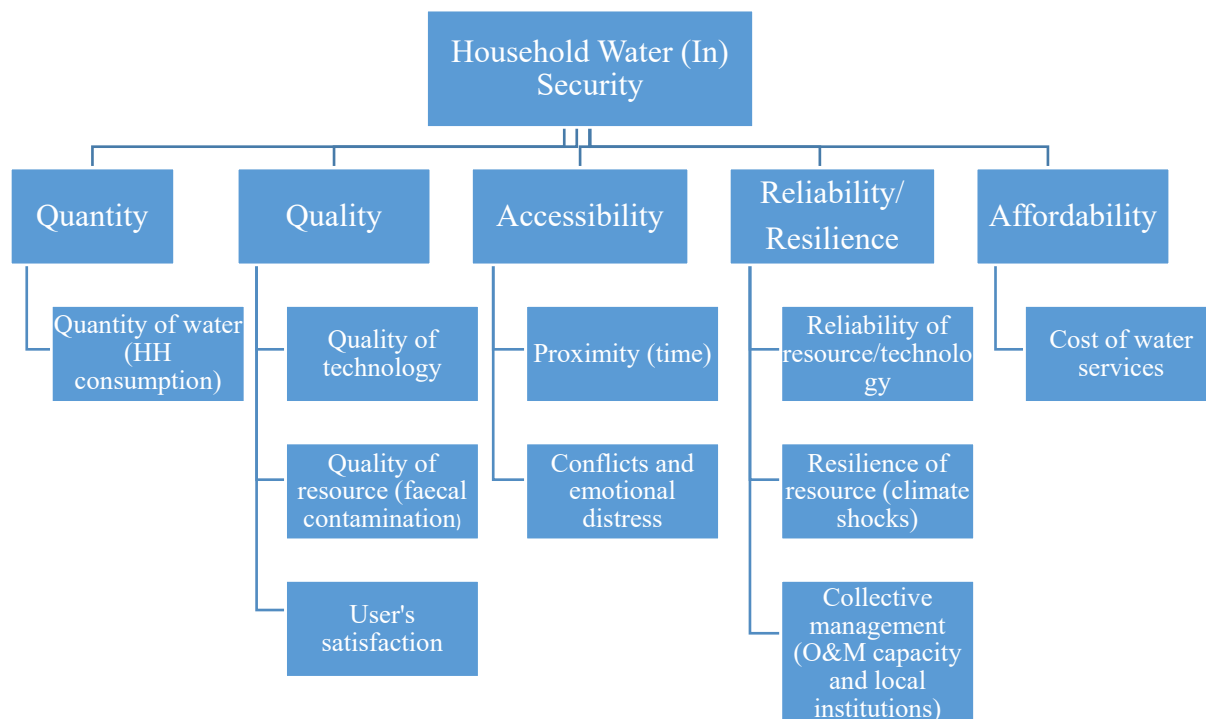 Household Water (In)
Security
Quantity
Quality
Accessibility
Reliability/
Resilience
Affordability
Quantity of water
(HH
consumption)
Quality of
technology
Proximity (time)
Reliability of
resource/technolo
gy
Cost of water
services
Quality of
resource (faecal
contamination)
Conflicts and
emotional
distress
Resilience of
resource (climate
shocks)
User's
satisfaction
Collective
management
(O&M capacity
and local
institutions)